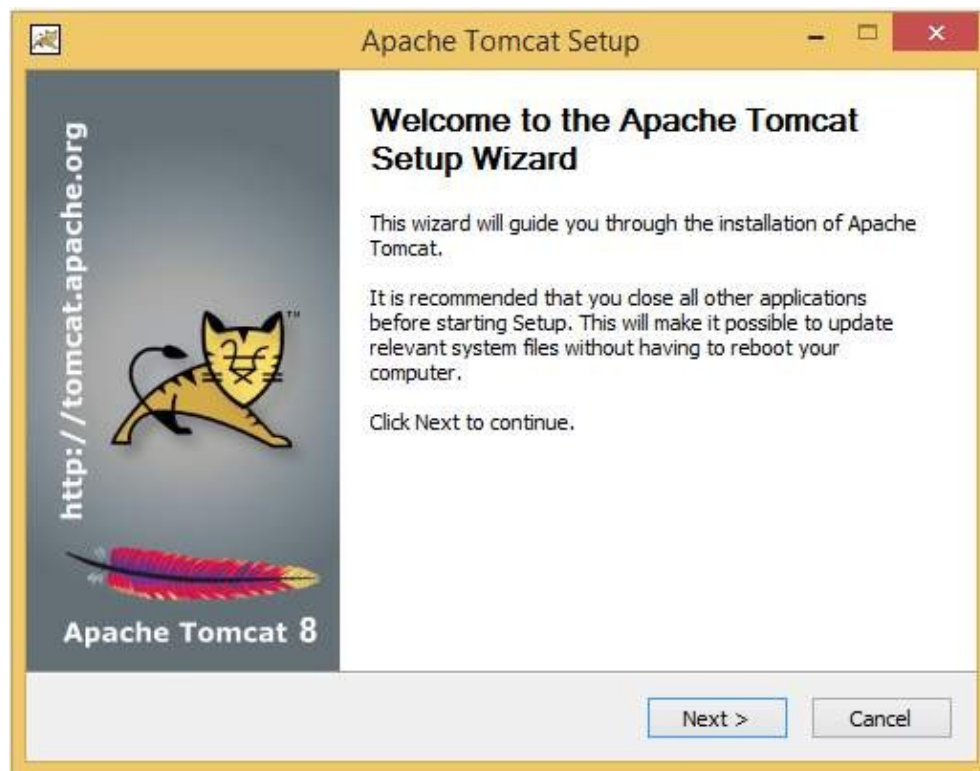 Apache Tomcat Setup
http://tomcat.apache.org
TM
Apache Tomcat 8
Welcome to the Apache Tomcat
Setup Wizard
This wizard will guide you through the installation of Apache
Tomcat.
It is recommended that you close all other applications
before starting Setup. This will make it possible to update
relevant system files without having to reboot your
computer.
Click Next to continue.
Next >
Cancel